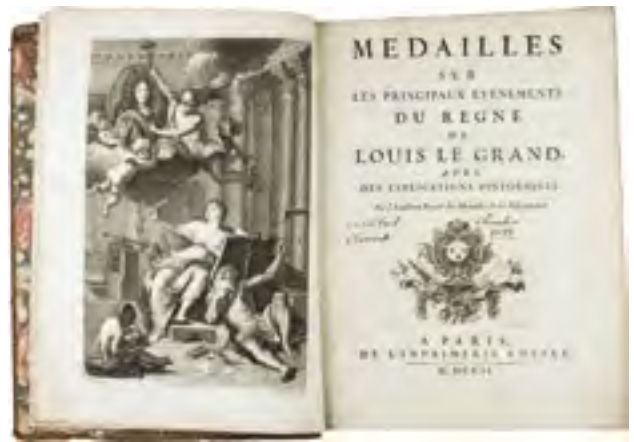 MEDAILLES
SUR
LES PRINCIPAUX EVENEMENTS
DU REGNE
DE
LOUIS LE GRAND,
AVEC
DES EXPLICATIONS HISTORIQUES
A PARIS,
DE L'IMPRIMERIE ROYALE,
M. DCCII.